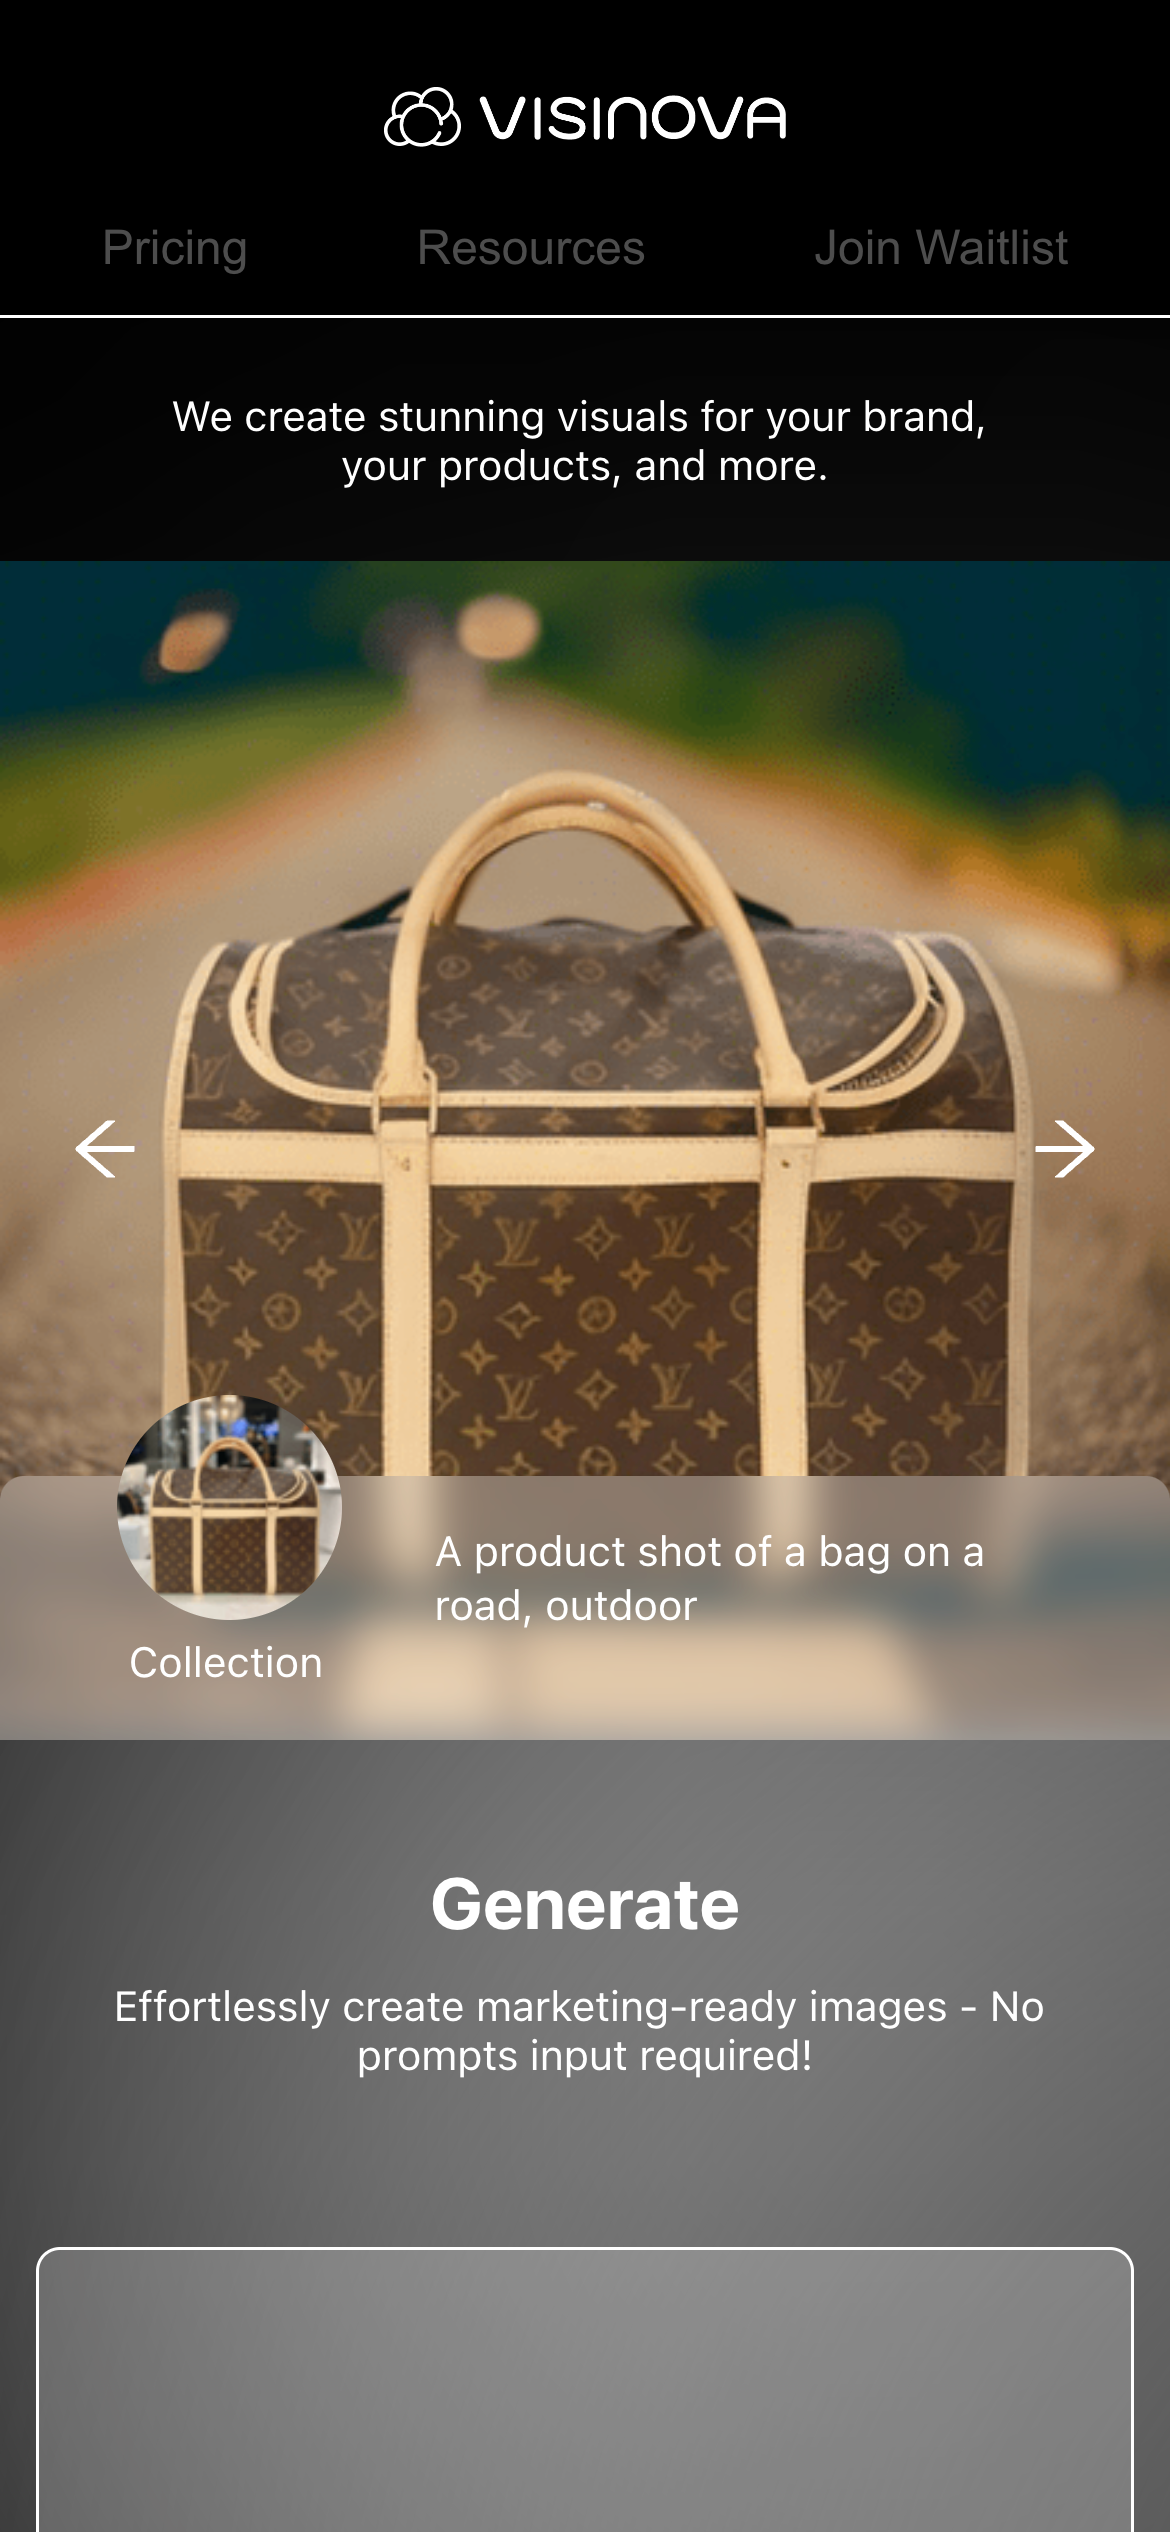 VISINOVA
Pricing Resources Join Waitlist
We create stunning visuals for your brand,
your products, and more.
A product shot of a bag on a
road, outdoor
Collection
Generate
Effortlessly create marketing-ready images - No
prompts input required!